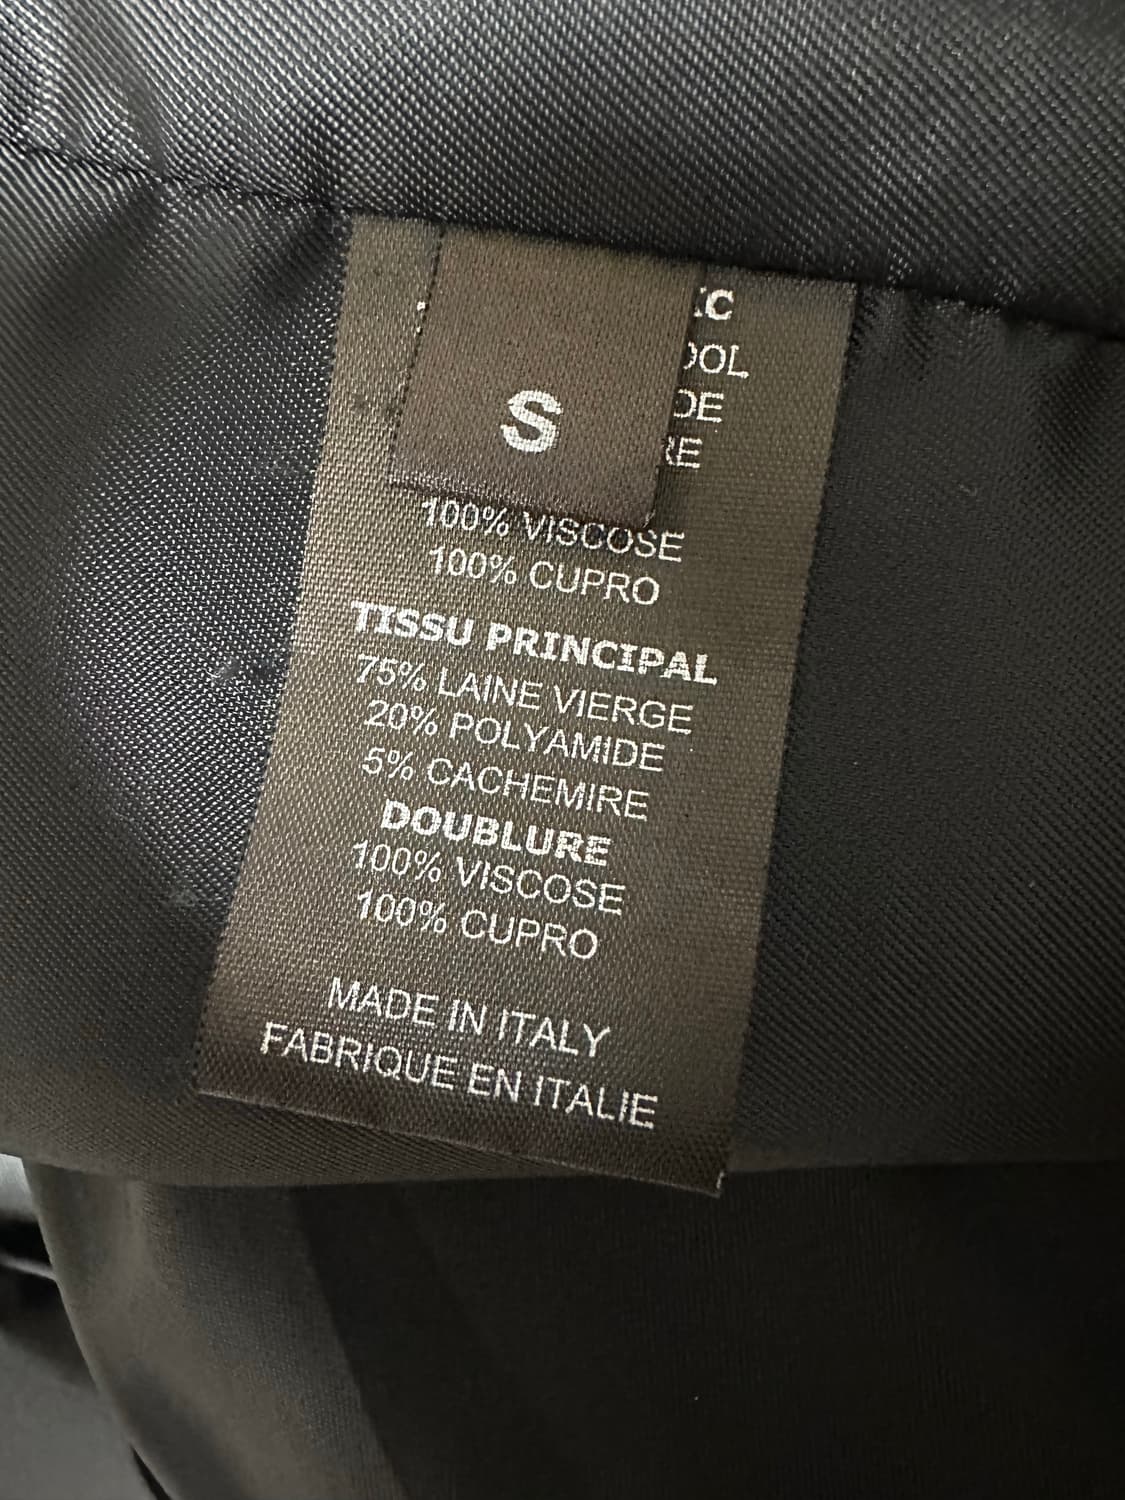 S
100% VISCOSE
100% CUPRO
TISSU PRINCIPAL
75% LAINE VIERGE
20% POLYAMIDE
5% CACHEMIRE
DOUBLURE
100% VISCOSE
100% CUPRO
MADE IN ITALY
FABRIQUE EN ITALIE